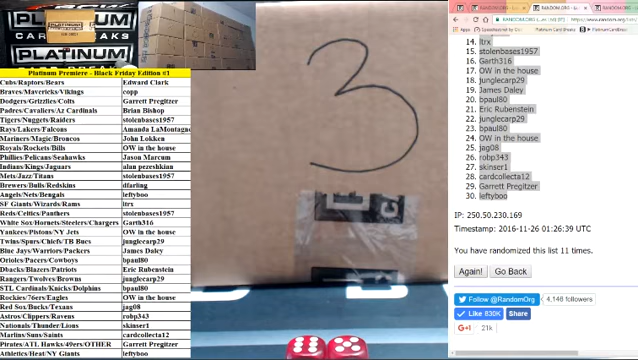 PLATINUM
CARD BREAKS
PLATINUM
Platinum Premiere - Black Friday Edition #1
Cubs/Raptors/Bears Edward Clark
Braves/Mavericks/Vikings copp
Dodgers/Grizzlies/Colts Garrett Pregitzer
Padres/Cavaliers/Az Cardinals Brian Bishop
Tigers/Nuggets/Raiders stolenbases1957
Rays/Lakers/Falcons Amanda LaMontagne
Mariners/Magic/Broncos John Lokken
Royals/Rockets/Bills OW in the house
Phillies/Pelicans/Seahawks Jason Marcum
Indians/Kings/Jaguars alan pezeshkian
Mets/Jazz/Titans stolenbases1957
Brewers/Bulls/Redskins dfarling
Angels/Nets/Bengals leftyboo
SF Giants/Wizards/Rams ltrx
Reds/Celtics/Panthers stolenbases1957
White Sox/Hornets/Steelers/Chargers Garth316
Yankees/Pistons/NY Jets OW in the house
Twins/Spurs/Chiefs/TB Bucs junglecarp29
Blue Jays/Warriors/Packers James Daley
Orioles/Pacers/Cowboys bpaul80
Dbacks/Blazers/Patriots Eric Rubenstein
Rangers/Twolves/Browns junglecarp29
STL Cardinals/Knicks/Dolphins bpaul80
Rockies/76ers/Eagles OW in the house
Red Sox/Bucks/Texans jag08
Astros/Clippers/Ravens robp343
Nationals/Thunder/Lions skinser1
Marlins/Suns/Saints cardcollecta12
Pirates/ATL Hawks/49ers/OTHER Garrett Pregitzer
Athletics/Heat/NY Giants leftyboo
3
14. ltrx
15. stolenbases1957
16. Garth316
17. OW in the house
18. junglecarp29
19. James Daley
20. bpaul80
21. Eric Rubenstein
22. junglecarp29
23. bpaul80
24. OW in the house
25. jag08
26. robp343
27. skinser1
28. cardcollecta12
29. Garrett Pregitzer
30. leftyboo
IP: 250.50.230.169
Timestamp: 2016-11-26 01:26:39 UTC
You have randomized this list 11 times.
Again! Go Back
Follow @RandomOrg
Like 830K Share
G+1 21k